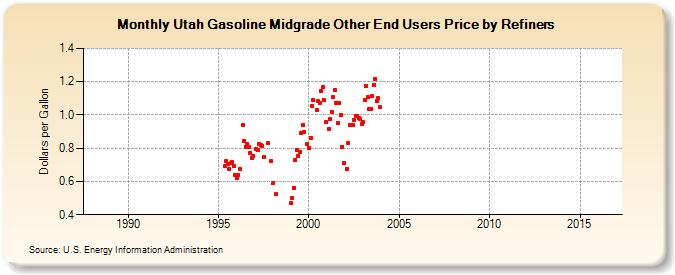 Monthly Utah Gasoline Midgrade Other End Users Price by Refiners
Dollars per Gallon
1.4
1.2
1.0
0.8
0.6
0.4
1990 1995 2000 2005 2010 2015
Source: U.S. Energy Information Administration